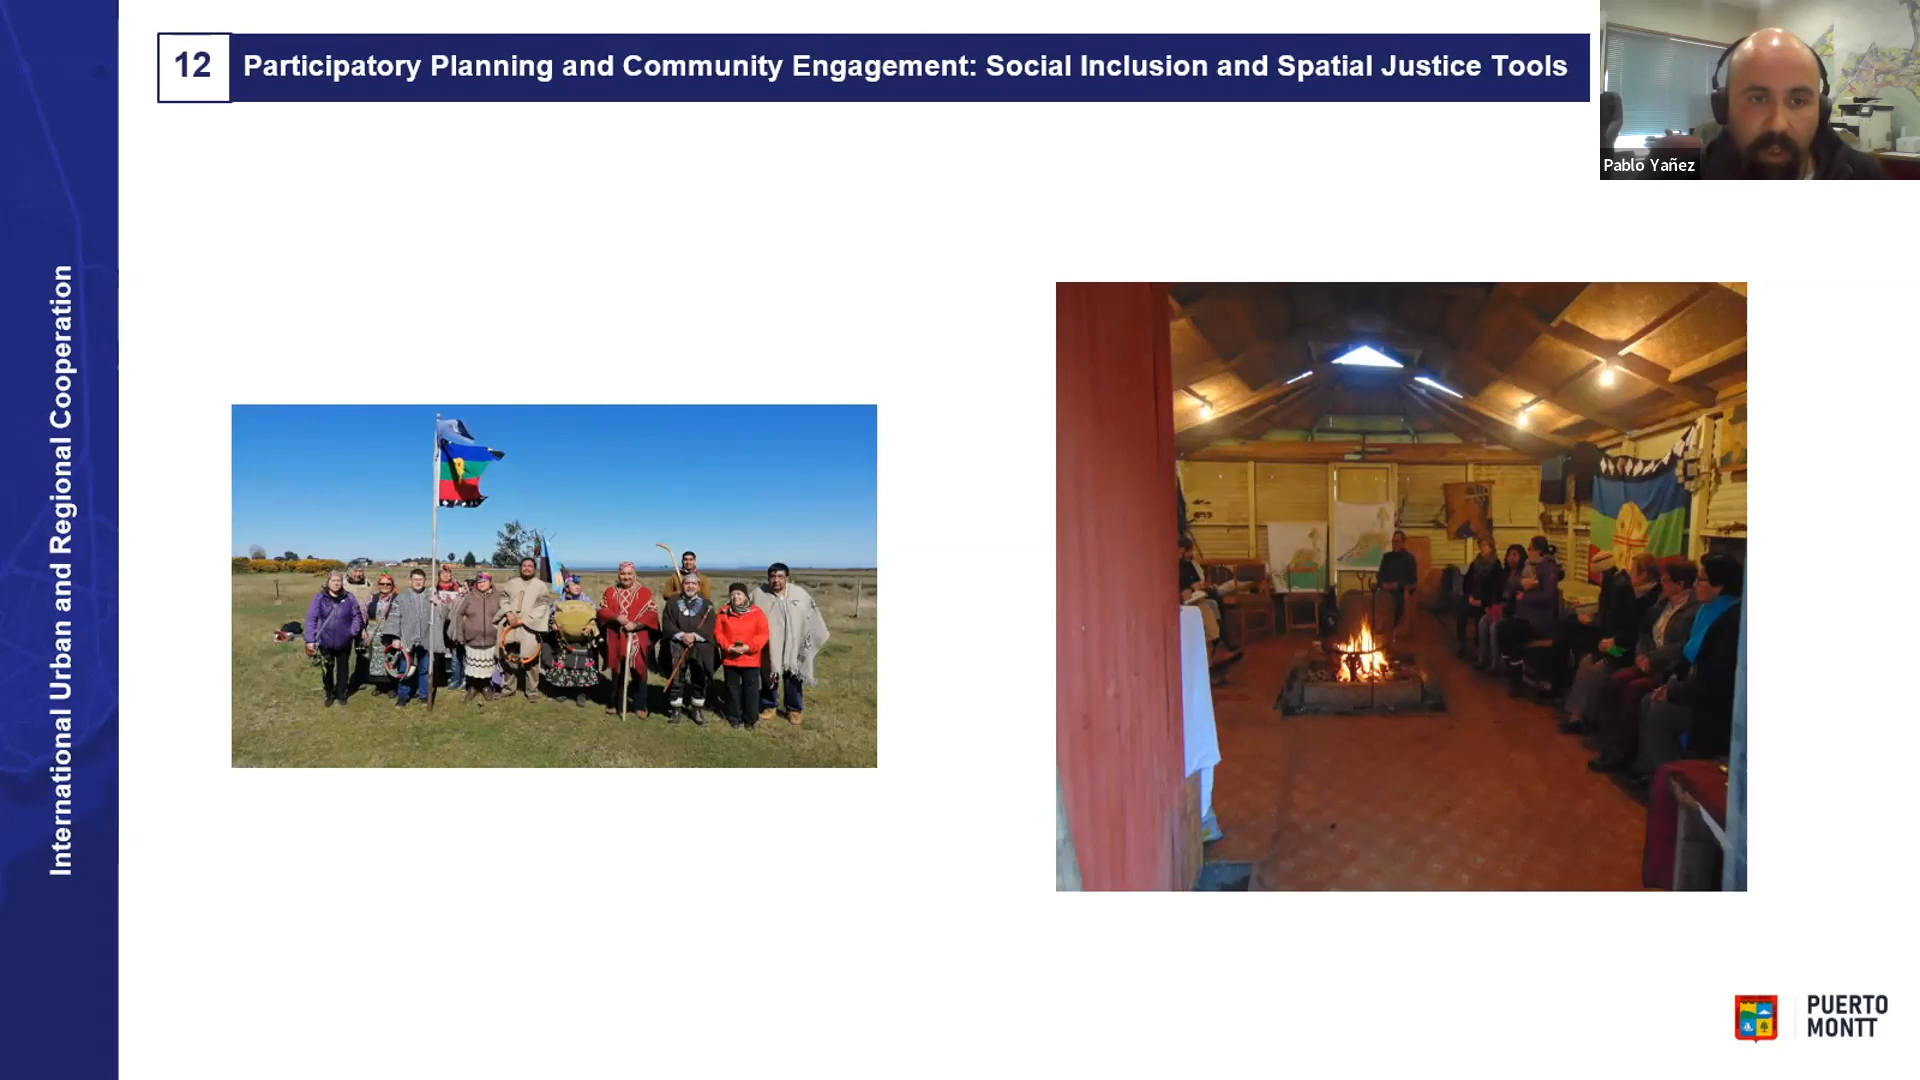 12
Participatory Planning and Community Engagement: Social Inclusion and Spatial Justice Tools
Pablo Yañez
International Urban and Regional Cooperation
PUERTO
MONTT